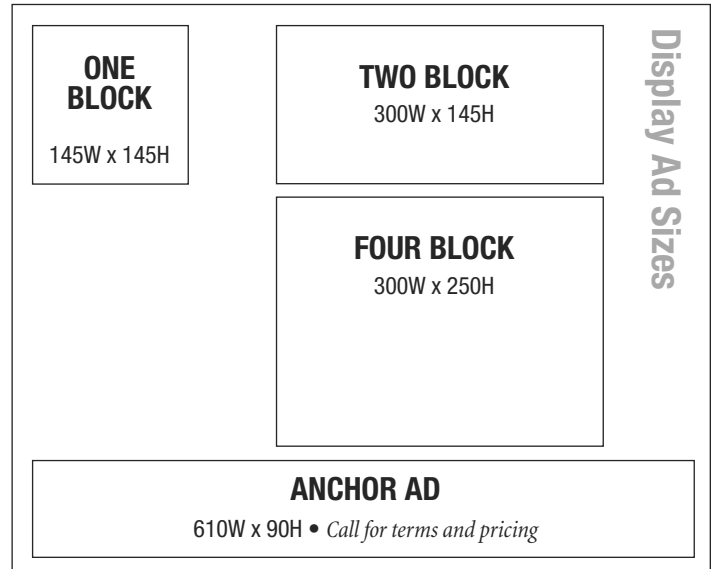 ONE
BLOCK
145W x 145H
TWO BLOCK
300W x 145H
Display Ad Sizes
FOUR BLOCK
300W x 250H
ANCHOR AD
610W x 90H • Call for terms and pricing